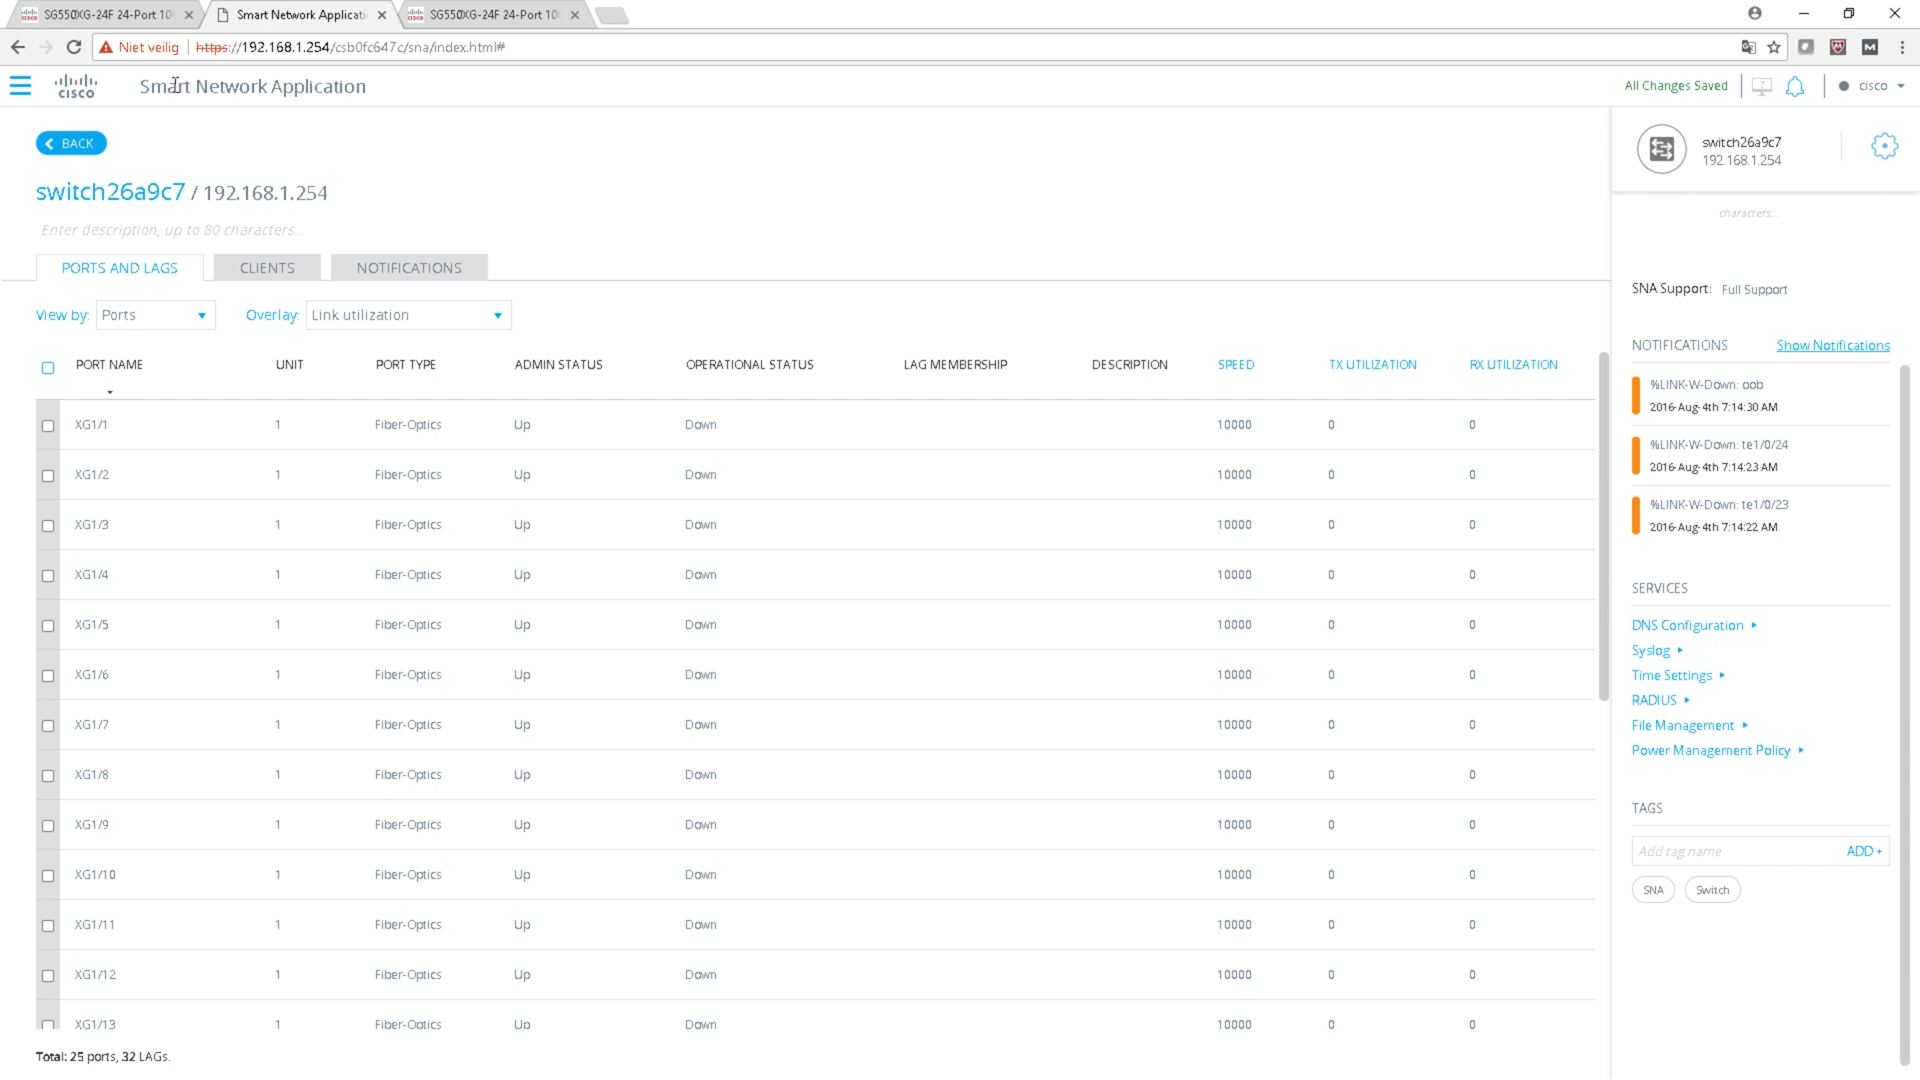 SG550XG-24F 24-Port 10G
Smart Network Applicati
SG550XG-24F 24-Port 10G
Niet veilig https://192.168.1.254/csb0fc647c/sna/index.html#
CISCO Smart Network Application All Changes Saved cisco
BACK
switch26a9c7 / 192.168.1.254
Enter description, up to 80 characters...
PORTS AND LAGS CLIENTS NOTIFICATIONS
View by: Ports Overlay: Link utilization
PORT NAME UNIT PORT TYPE ADMIN STATUS OPERATIONAL STATUS LAG MEMBERSHIP DESCRIPTION SPEED TX UTILIZATION RX UTILIZATION
XG1/1 1 Fiber-Optics Up Down 10000 0 0
XG1/2 1 Fiber-Optics Up Down 10000 0 0
XG1/3 1 Fiber-Optics Up Down 10000 0 0
XG1/4 1 Fiber-Optics Up Down 10000 0 0
XG1/5 1 Fiber-Optics Up Down 10000 0 0
XG1/6 1 Fiber-Optics Up Down 10000 0 0
XG1/7 1 Fiber-Optics Up Down 10000 0 0
XG1/8 1 Fiber-Optics Up Down 10000 0 0
XG1/9 1 Fiber-Optics Up Down 10000 0 0
XG1/10 1 Fiber-Optics Up Down 10000 0 0
XG1/11 1 Fiber-Optics Up Down 10000 0 0
XG1/12 1 Fiber-Optics Up Down 10000 0 0
XG1/13 1 Fiber-Optics Up Down 10000 0 0
Total: 25 ports, 32 LAGs.
switch26a9c7
192.168.1.254
characters...
SNA Support: Full Support
NOTIFICATIONS Show Notifications
%LINK-W-Down: oob
2016-Aug-4th 7:14:30 AM
%LINK-W-Down: te1/0/24
2016-Aug-4th 7:14:23 AM
%LINK-W-Down: te1/0/23
2016-Aug-4th 7:14:22 AM
SERVICES
DNS Configuration
Syslog
Time Settings
RADIUS
File Management
Power Management Policy
TAGS
Add tag name ADD +
SNA Switch